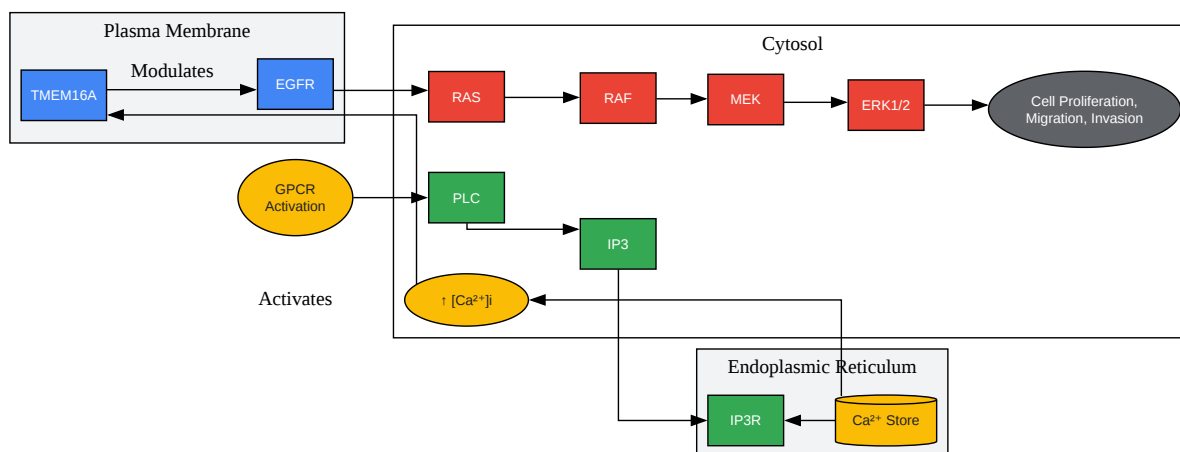 Plasma Membrane
Cytosol
Modulates
TMEM16A
EGFR
RAS
RAF
MEK
ERK1/2
Cell Proliferation,
Migration, Invasion
GPCR
Activation
PLC
IP3
Activates
↑ [Ca²⁺]i
Endoplasmic Reticulum
IP3R
Ca²⁺ Store